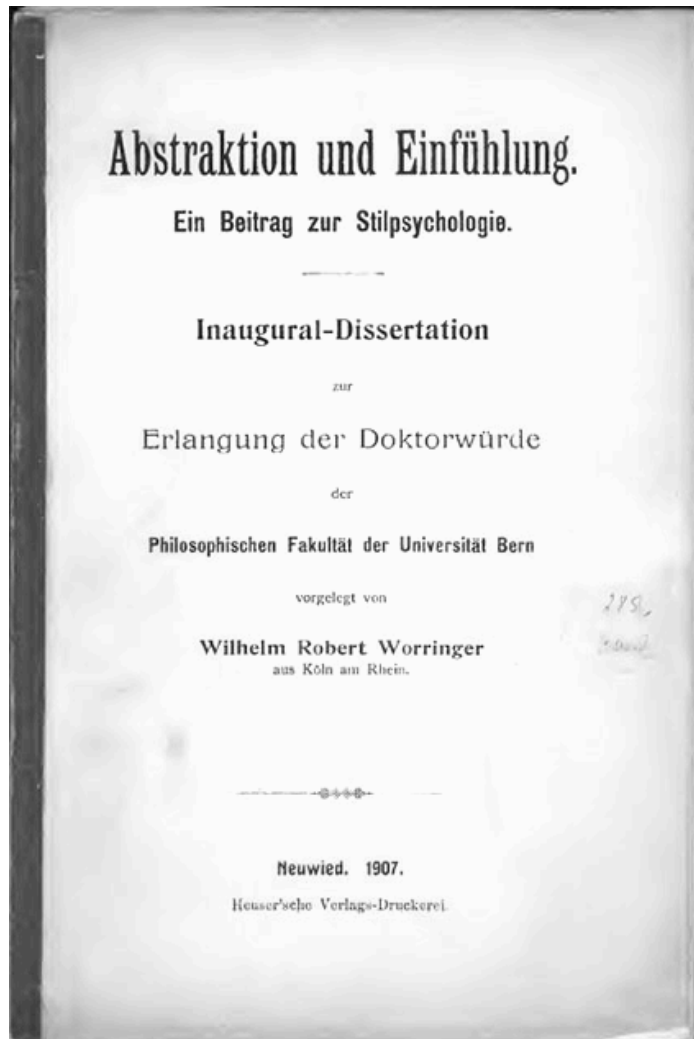 Abstraktion und Einfühlung.
Ein Beitrag zur Stilpsychologie.
Inaugural-Dissertation
zur
Erlangung der Doktorwürde
der
Philosophischen Fakultät der Universität Bern
vorgelegt von
Wilhelm Robert Worringer
aus Köln am Rhein.
Neuwied. 1907.
Heuser'sche Verlags-Druckerei.